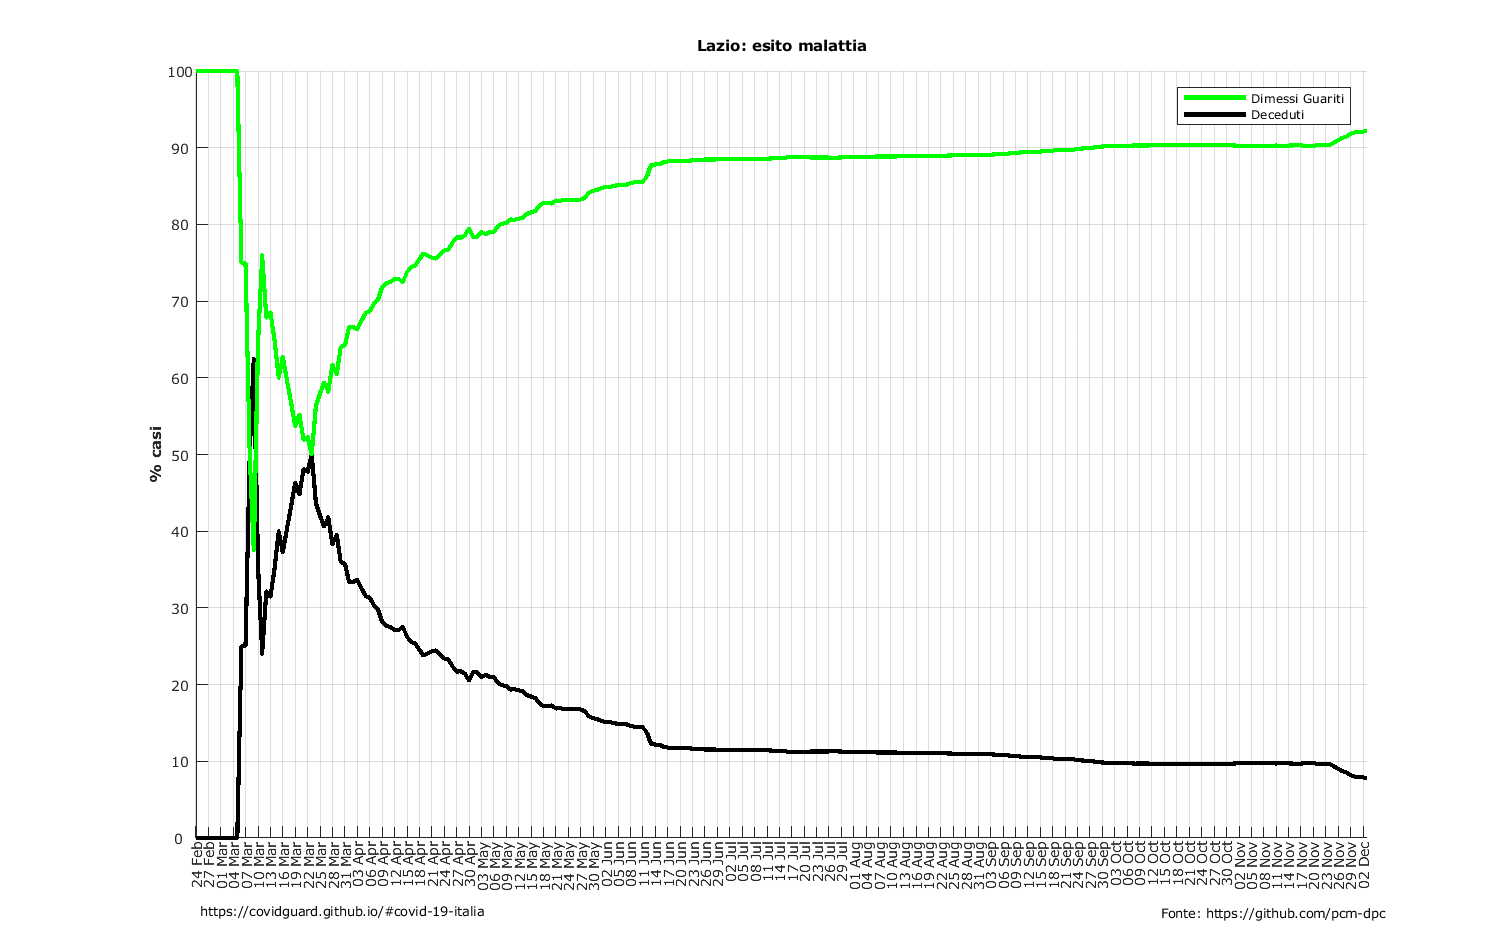 Lazio: esito malattia
Dimessi Guariti
Deceduti
% casi
100
90
80
70
60
50
40
30
20
10
0
24 Feb
27 Feb
01 Mar
04 Mar
07 Mar
10 Mar
13 Mar
16 Mar
19 Mar
22 Mar
25 Mar
28 Mar
31 Mar
03 Apr
06 Apr
09 Apr
12 Apr
15 Apr
18 Apr
21 Apr
24 Apr
27 Apr
30 Apr
03 May
06 May
09 May
12 May
15 May
18 May
21 May
24 May
27 May
30 May
02 Jun
05 Jun
08 Jun
11 Jun
14 Jun
17 Jun
20 Jun
23 Jun
26 Jun
29 Jun
02 Jul
05 Jul
08 Jul
11 Jul
14 Jul
17 Jul
20 Jul
23 Jul
26 Jul
29 Jul
01 Aug
04 Aug
07 Aug
10 Aug
13 Aug
16 Aug
19 Aug
22 Aug
25 Aug
28 Aug
31 Aug
03 Sep
06 Sep
09 Sep
12 Sep
15 Sep
18 Sep
21 Sep
24 Sep
27 Sep
30 Sep
03 Oct
06 Oct
09 Oct
12 Oct
15 Oct
18 Oct
21 Oct
24 Oct
27 Oct
30 Oct
02 Nov
05 Nov
08 Nov
11 Nov
14 Nov
17 Nov
20 Nov
23 Nov
26 Nov
29 Nov
02 Dec
https://covidguard.github.io/#covid-19-italia
Fonte: https://github.com/pcm-dpc